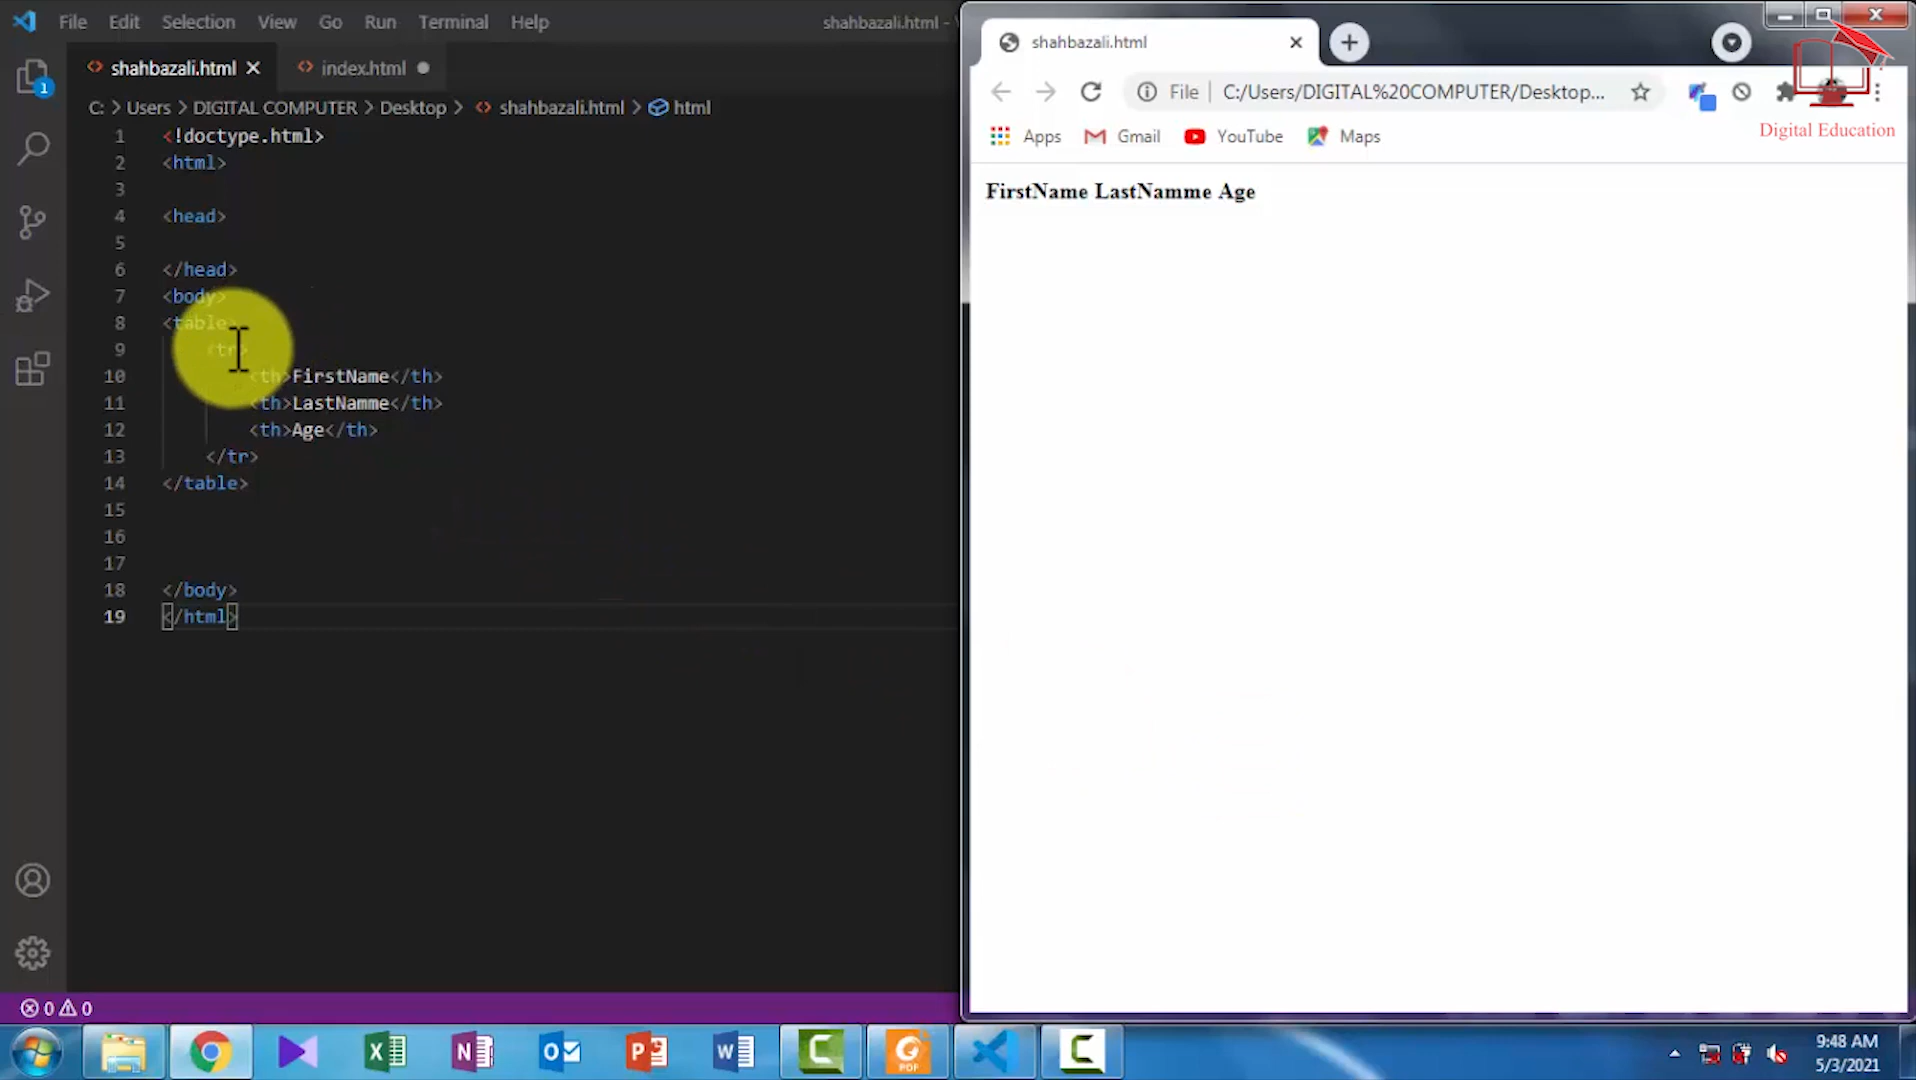 File Edit Selection View Go Run Terminal Help shahbazali.html -
shahbazali.html
shahbazali.html index.html
1
C: > Users > DIGITAL COMPUTER > Desktop > shahbazali.html > html
File C:/Users/DIGITAL%20COMPUTER/Desktop...
Apps Gmail YouTube Maps
Digital Education
1 <!doctype.html>
2 <html>
3
4 <head>
5
6 </head>
7 <body>
8 <table>
9 <tr>
10 <th>FirstName</th>
11 <th>LastNamme</th>
12 <th>Age</th>
13 </tr>
14 </table>
15
16
17
18 </body>
19 </html>
FirstName LastNamme Age
0 0
9:48 AM
5/3/2021